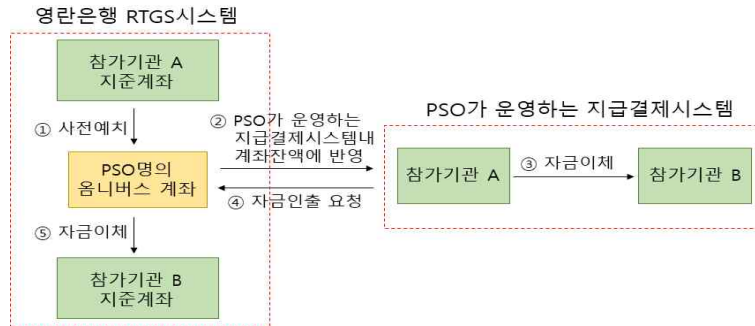 영란은행 RTGS시스템
참가기관 A
지준계좌
① 사전예치
② PSO가 운영하는
지급결제시스템내
계좌잔액에 반영
PSO명의
옴니버스 계좌
④ 자금인출 요청
⑤ 자금이체
참가기관 B
지준계좌
PSO가 운영하는 지급결제시스템
참가기관 A
③ 자금이체
참가기관 B